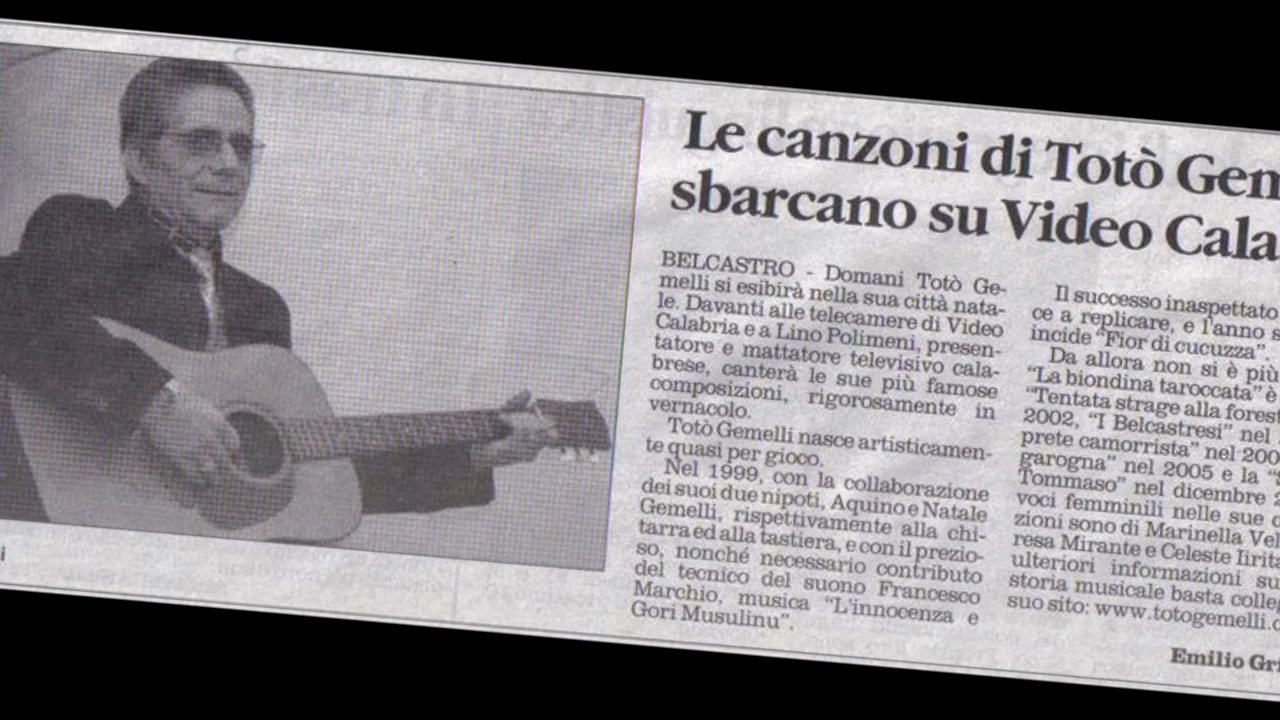 Le canzoni di Totò Gem
sbarcano su Video Cala
BELCASTRO - Domani Totò Ge-
melli si esibirà nella sua città nata-
le. Davanti alle telecamere di Video
Calabria e a Lino Polimeni, presen-
tatore e mattatore televisivo cala-
brese, canterà le sue più famose
composizioni, rigorosamente in
vernacolo.
Totò Gemelli nasce artisticamen-
te quasi per gioco.
Nel 1999, con la collaborazione
dei suoi due nipoti, Aquino e Natale
Gemelli, rispettivamente alla chi-
tarra ed alla tastiera, e con il prezio-
so, nonché necessario contributo
del tecnico del suono Francesco
Marchio, musica "L'innocenza e
Gori Musulinu".
Il successo inaspettato
ce a replicare, e l'anno s
incide "Fior di cucuzza".
Da allora non si è più
"La biondina taroccata" è
"Tentata strage alla forest
2002, "I Belcastresi" nel
prete camorrista" nel 200
garogna" nel 2005 e la "
Tommaso" nel dicembre 2
voci femminili nelle sue c
zioni sono di Marinella Vel
resa Mirante e Celeste Iirita
ulteriori informazioni su
storia musicale basta colle
suo sito: www.totogemelli.c
Emilio Gri